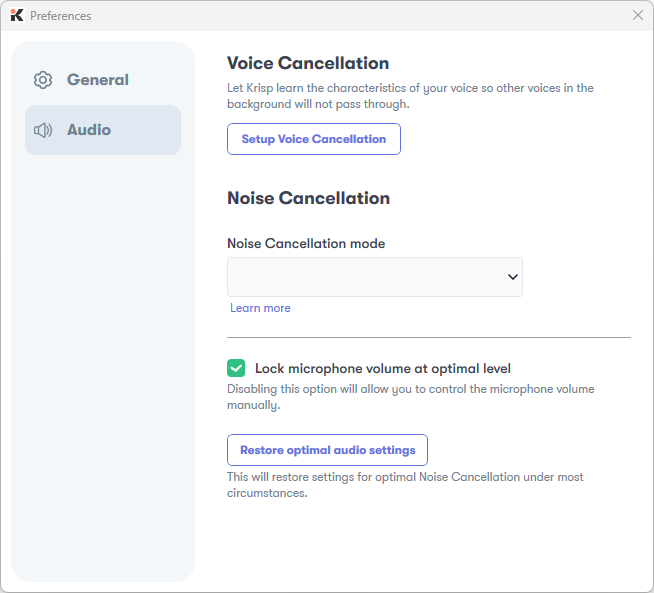 Preferences
General
Audio
Voice Cancellation
Let Krisp learn the characteristics of your voice so other voices in the
background will not pass through.
Setup Voice Cancellation
Noise Cancellation
Noise Cancellation mode
Learn more
Lock microphone volume at optimal level
Disabling this option will allow you to control the microphone volume
manually.
Restore optimal audio settings
This will restore settings for optimal Noise Cancellation under most
circumstances.